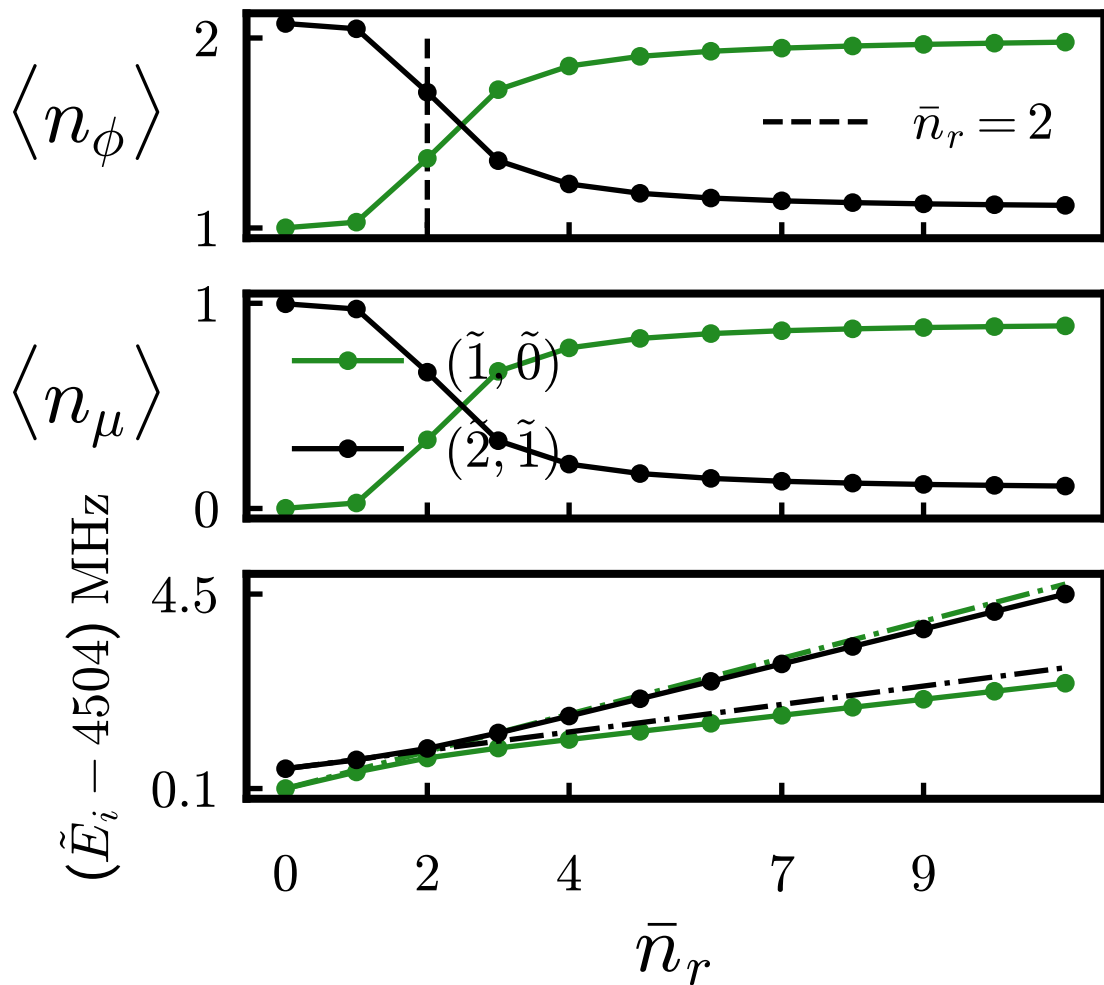 ⟨n_ϕ⟩
2
1
n̄_r = 2
⟨n_μ⟩
1
0
(1̃, 0̃)
(2̃, 1̃)
(Ẽ_i − 4504) MHz
4.5
0.1
0 2 4 7 9
n̄_r